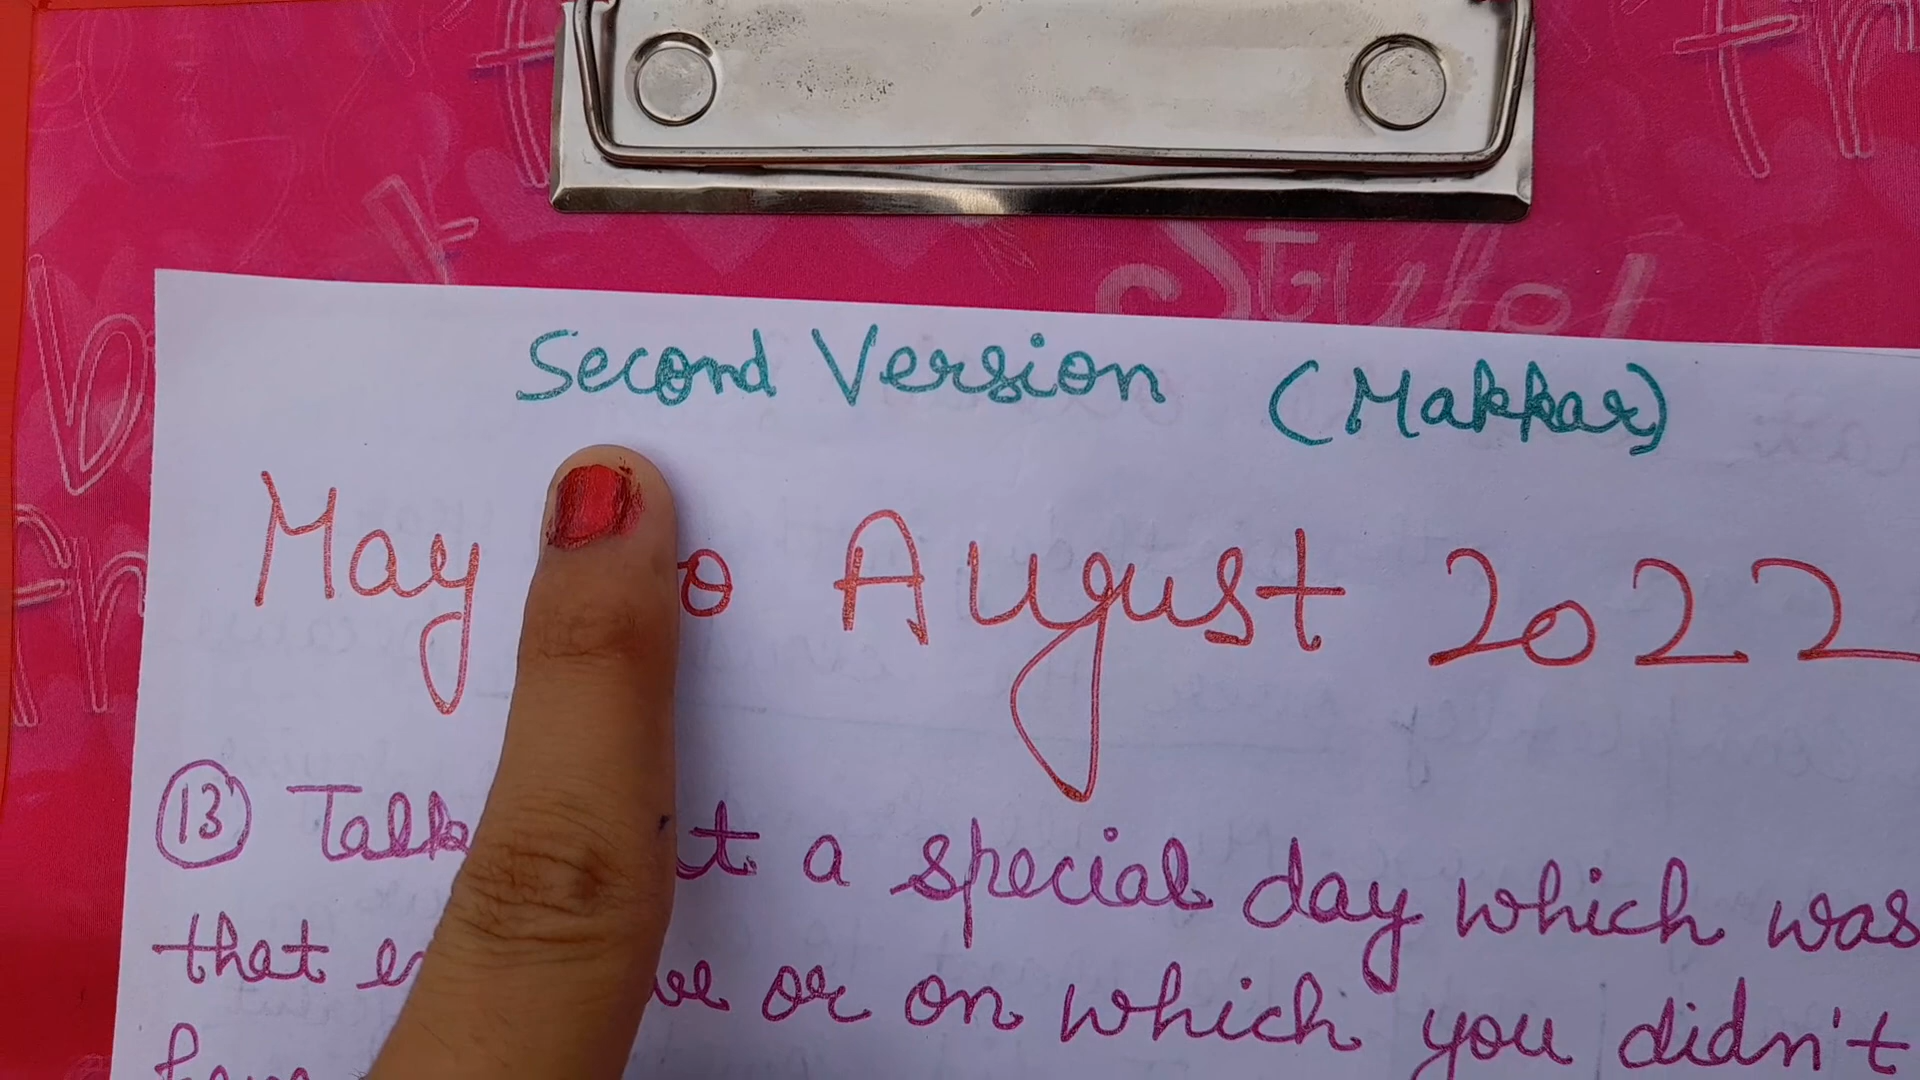 Second Version (Makkar)
May August 2022
13 a special day which was
that or on which you didn't